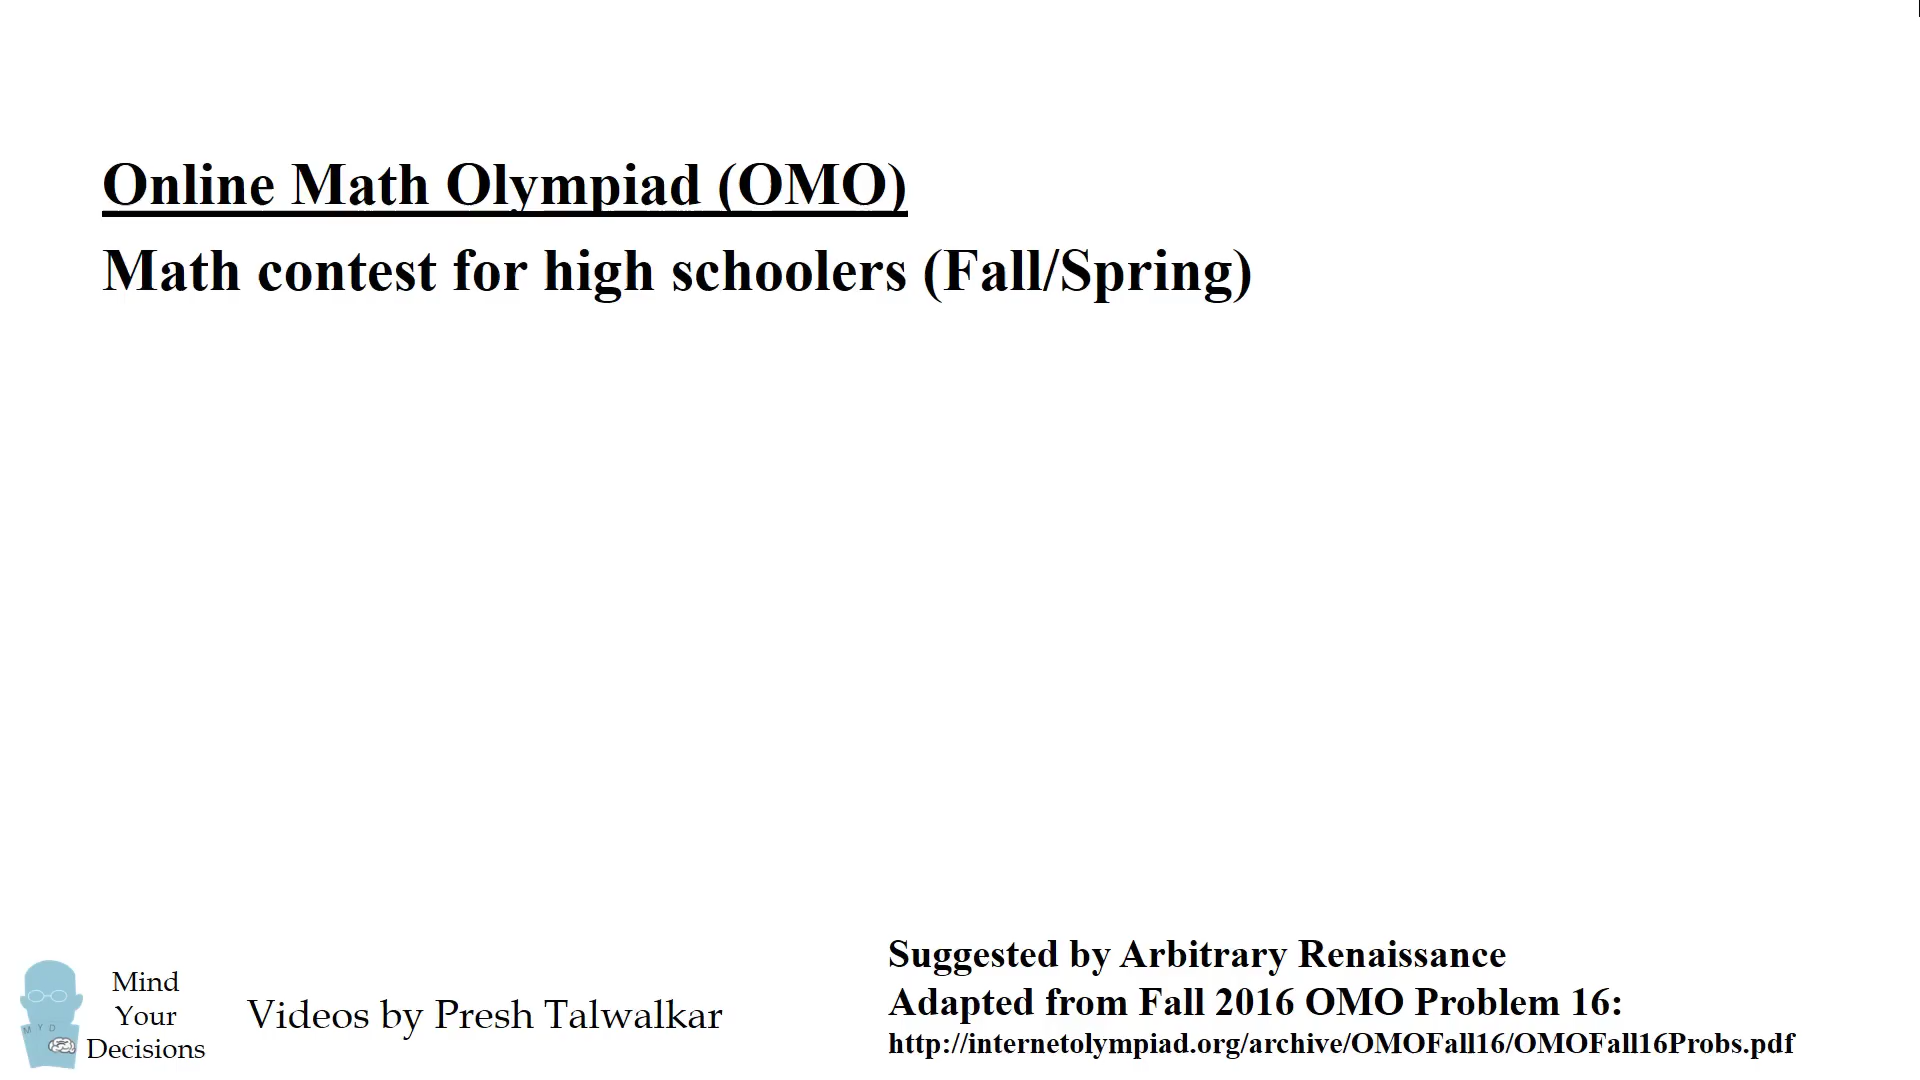 Online Math Olympiad (OMO)
Math contest for high schoolers (Fall/Spring)
Suggested by Arbitrary Renaissance
Adapted from Fall 2016 OMO Problem 16:
http://internetolympiad.org/archive/OMOFall16/OMOFall16Probs.pdf
M Y D
Mind
Your
Decisions
Videos by Presh Talwalkar